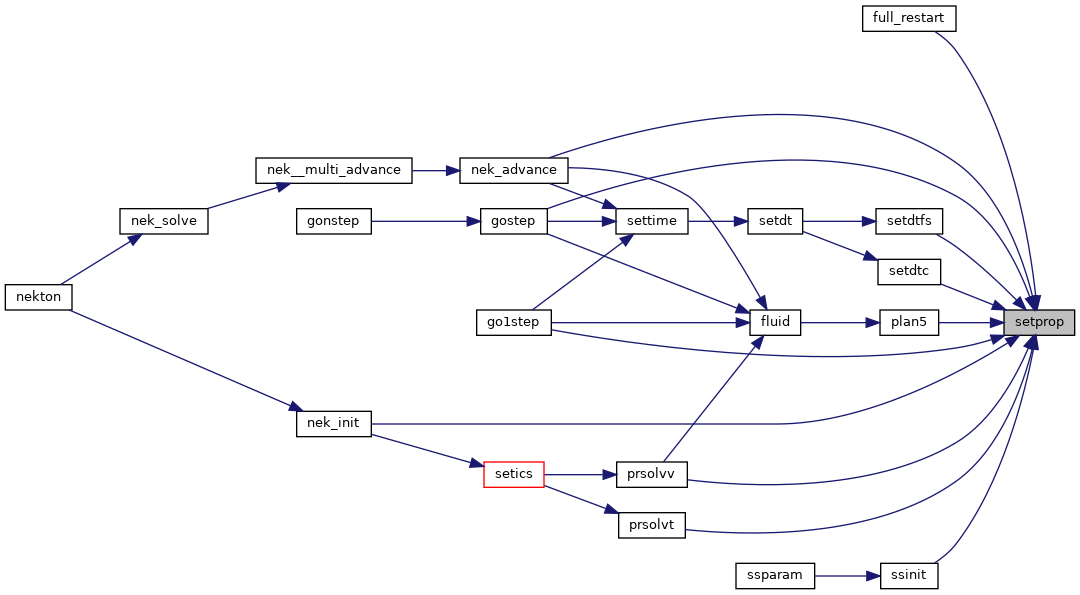 full_restart
nek__multi_advance
nek_advance
nek_solve
gonstep
gostep
settime
setdt
setdtfs
setdtc
nekton
go1step
fluid
plan5
setprop
nek_init
setics
prsolvv
prsolvt
ssparam
ssinit